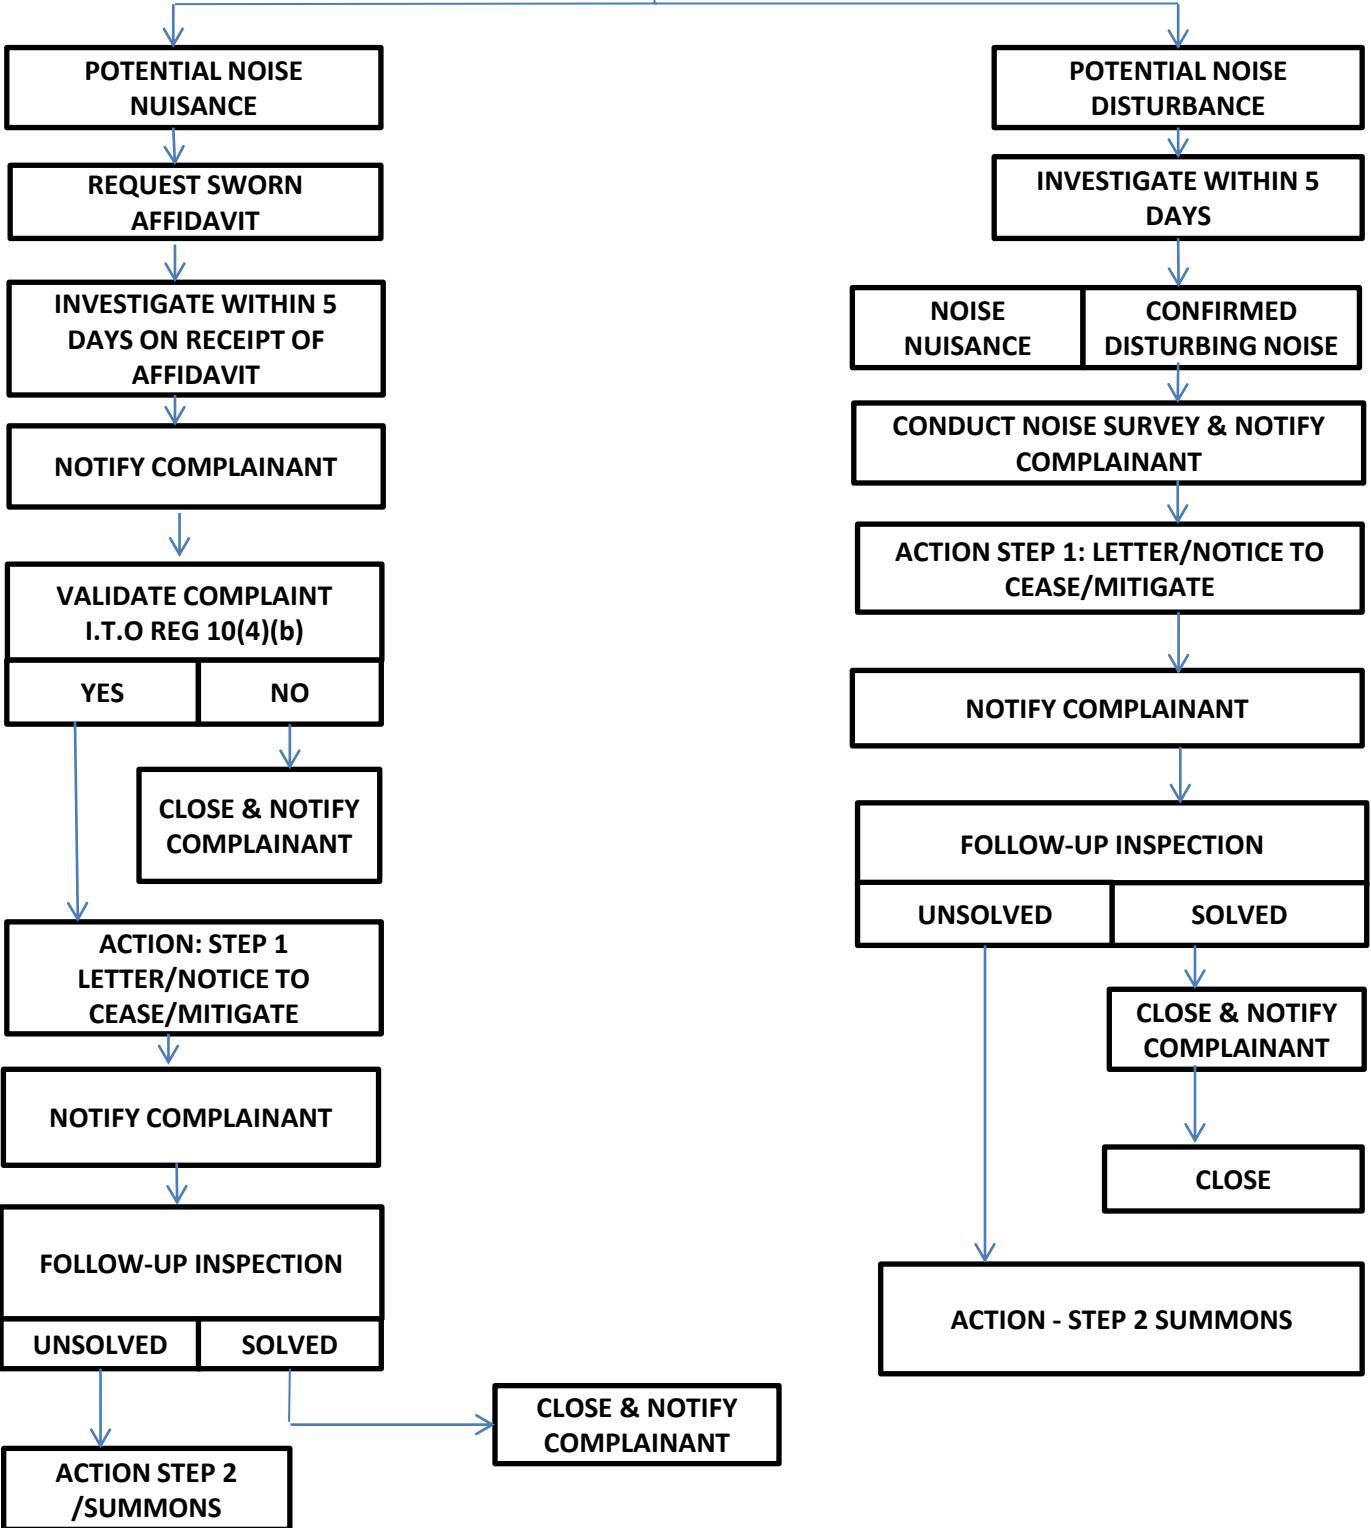 POTENTIAL NOISE
NUISANCE
REQUEST SWORN
AFFIDAVIT
INVESTIGATE WITHIN 5
DAYS ON RECEIPT OF
AFFIDAVIT
NOTIFY COMPLAINANT
VALIDATE COMPLAINT
I.T.O REG 10(4)(b)
YES
NO
CLOSE & NOTIFY
COMPLAINANT
ACTION: STEP 1
LETTER/NOTICE TO
CEASE/MITIGATE
NOTIFY COMPLAINANT
FOLLOW-UP INSPECTION
UNSOLVED
SOLVED
CLOSE & NOTIFY
COMPLAINANT
ACTION STEP 2
/SUMMONS
POTENTIAL NOISE
DISTURBANCE
INVESTIGATE WITHIN 5
DAYS
NOISE
NUISANCE
CONFIRMED
DISTURBING NOISE
CONDUCT NOISE SURVEY & NOTIFY
COMPLAINANT
ACTION STEP 1: LETTER/NOTICE TO
CEASE/MITIGATE
NOTIFY COMPLAINANT
FOLLOW-UP INSPECTION
UNSOLVED
SOLVED
CLOSE & NOTIFY
COMPLAINANT
CLOSE
ACTION - STEP 2 SUMMONS